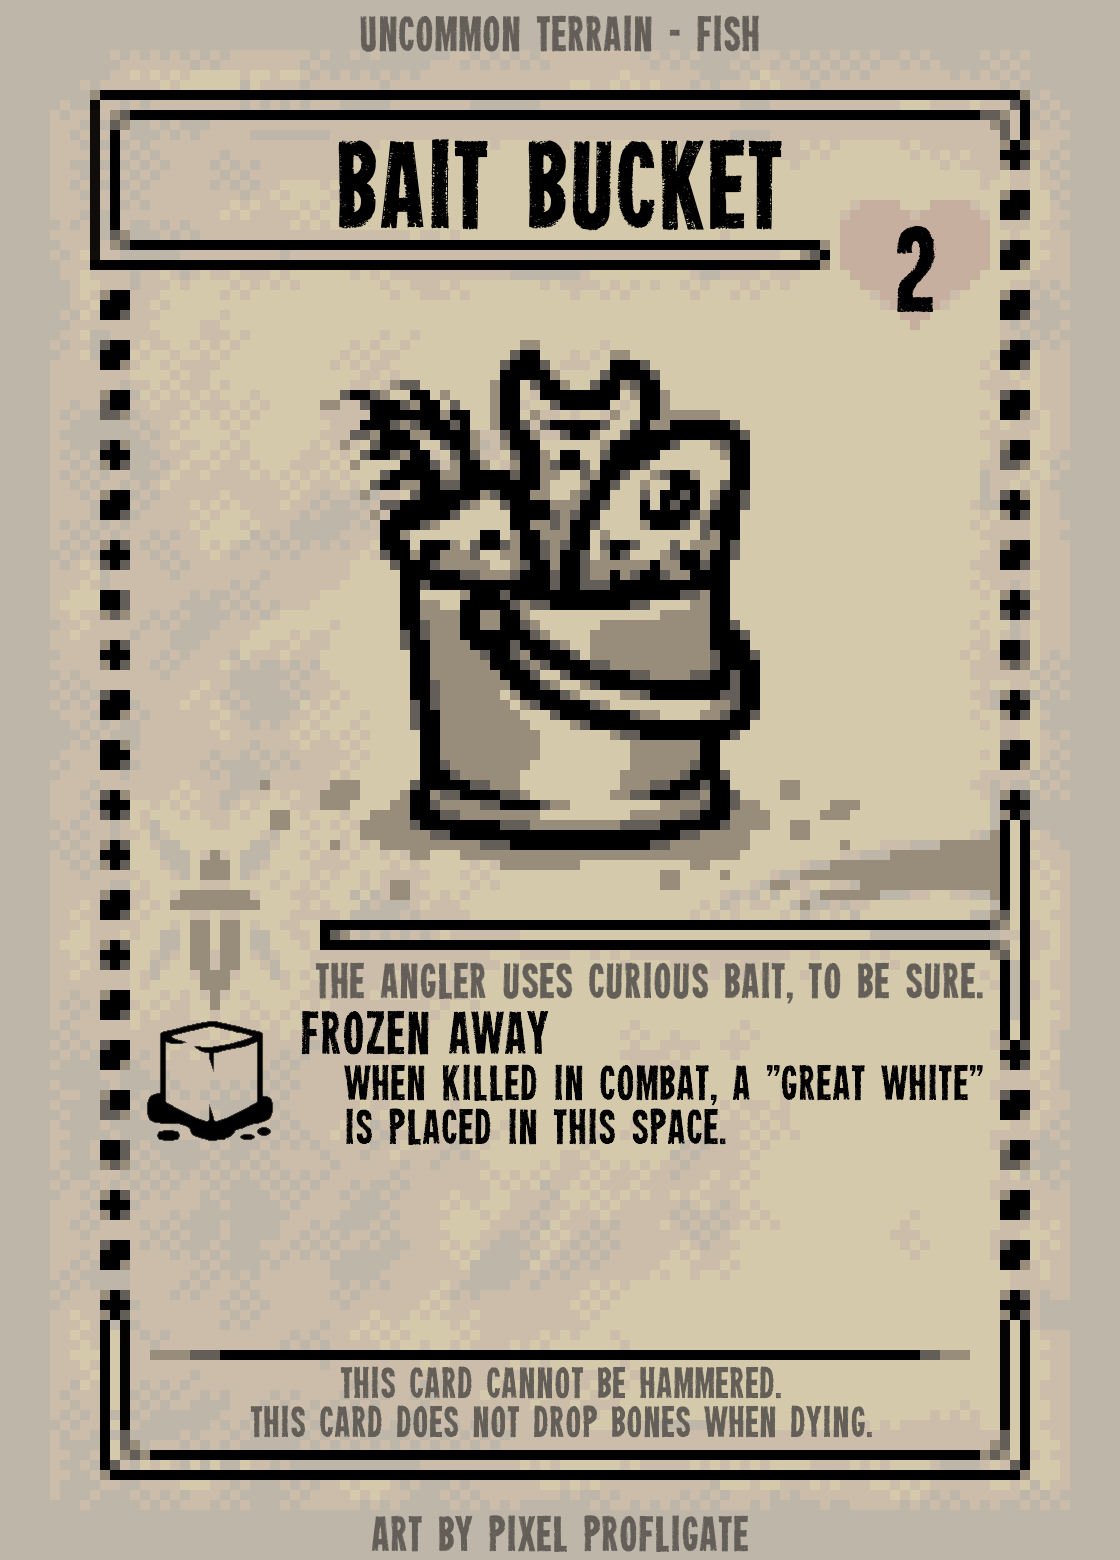 UNCOMMON TERRAIN - FISH
BAIT BUCKET
2
THE ANGLER USES CURIOUS BAIT, TO BE SURE.
FROZEN AWAY
WHEN KILLED IN COMBAT, A "GREAT WHITE"
IS PLACED IN THIS SPACE.
THIS CARD CANNOT BE HAMMERED.
THIS CARD DOES NOT DROP BONES WHEN DYING.
ART BY PIXEL PROFLIGATE